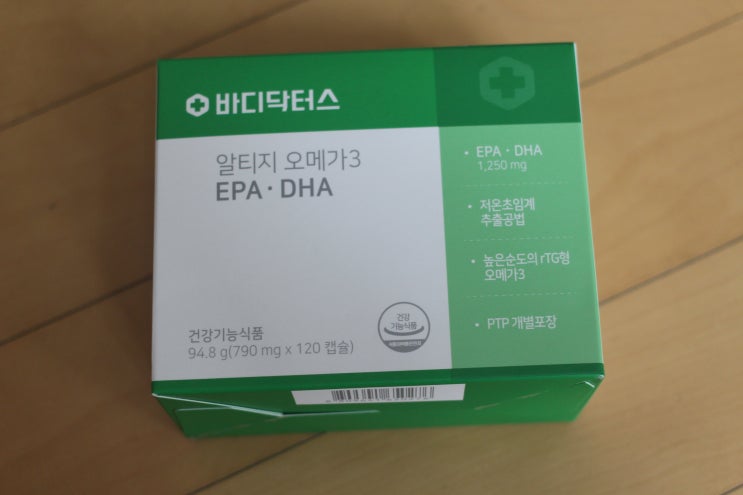 바디닥터스
알티지 오메가3
EPA · DHA
• EPA · DHA
1,250 mg
• 저온초임계
추출공법
• 높은순도의 rTG형
오메가3
• PTP 개별포장
건강
기능식품
건강기능식품
94.8 g(790 mg x 120 캡슐)